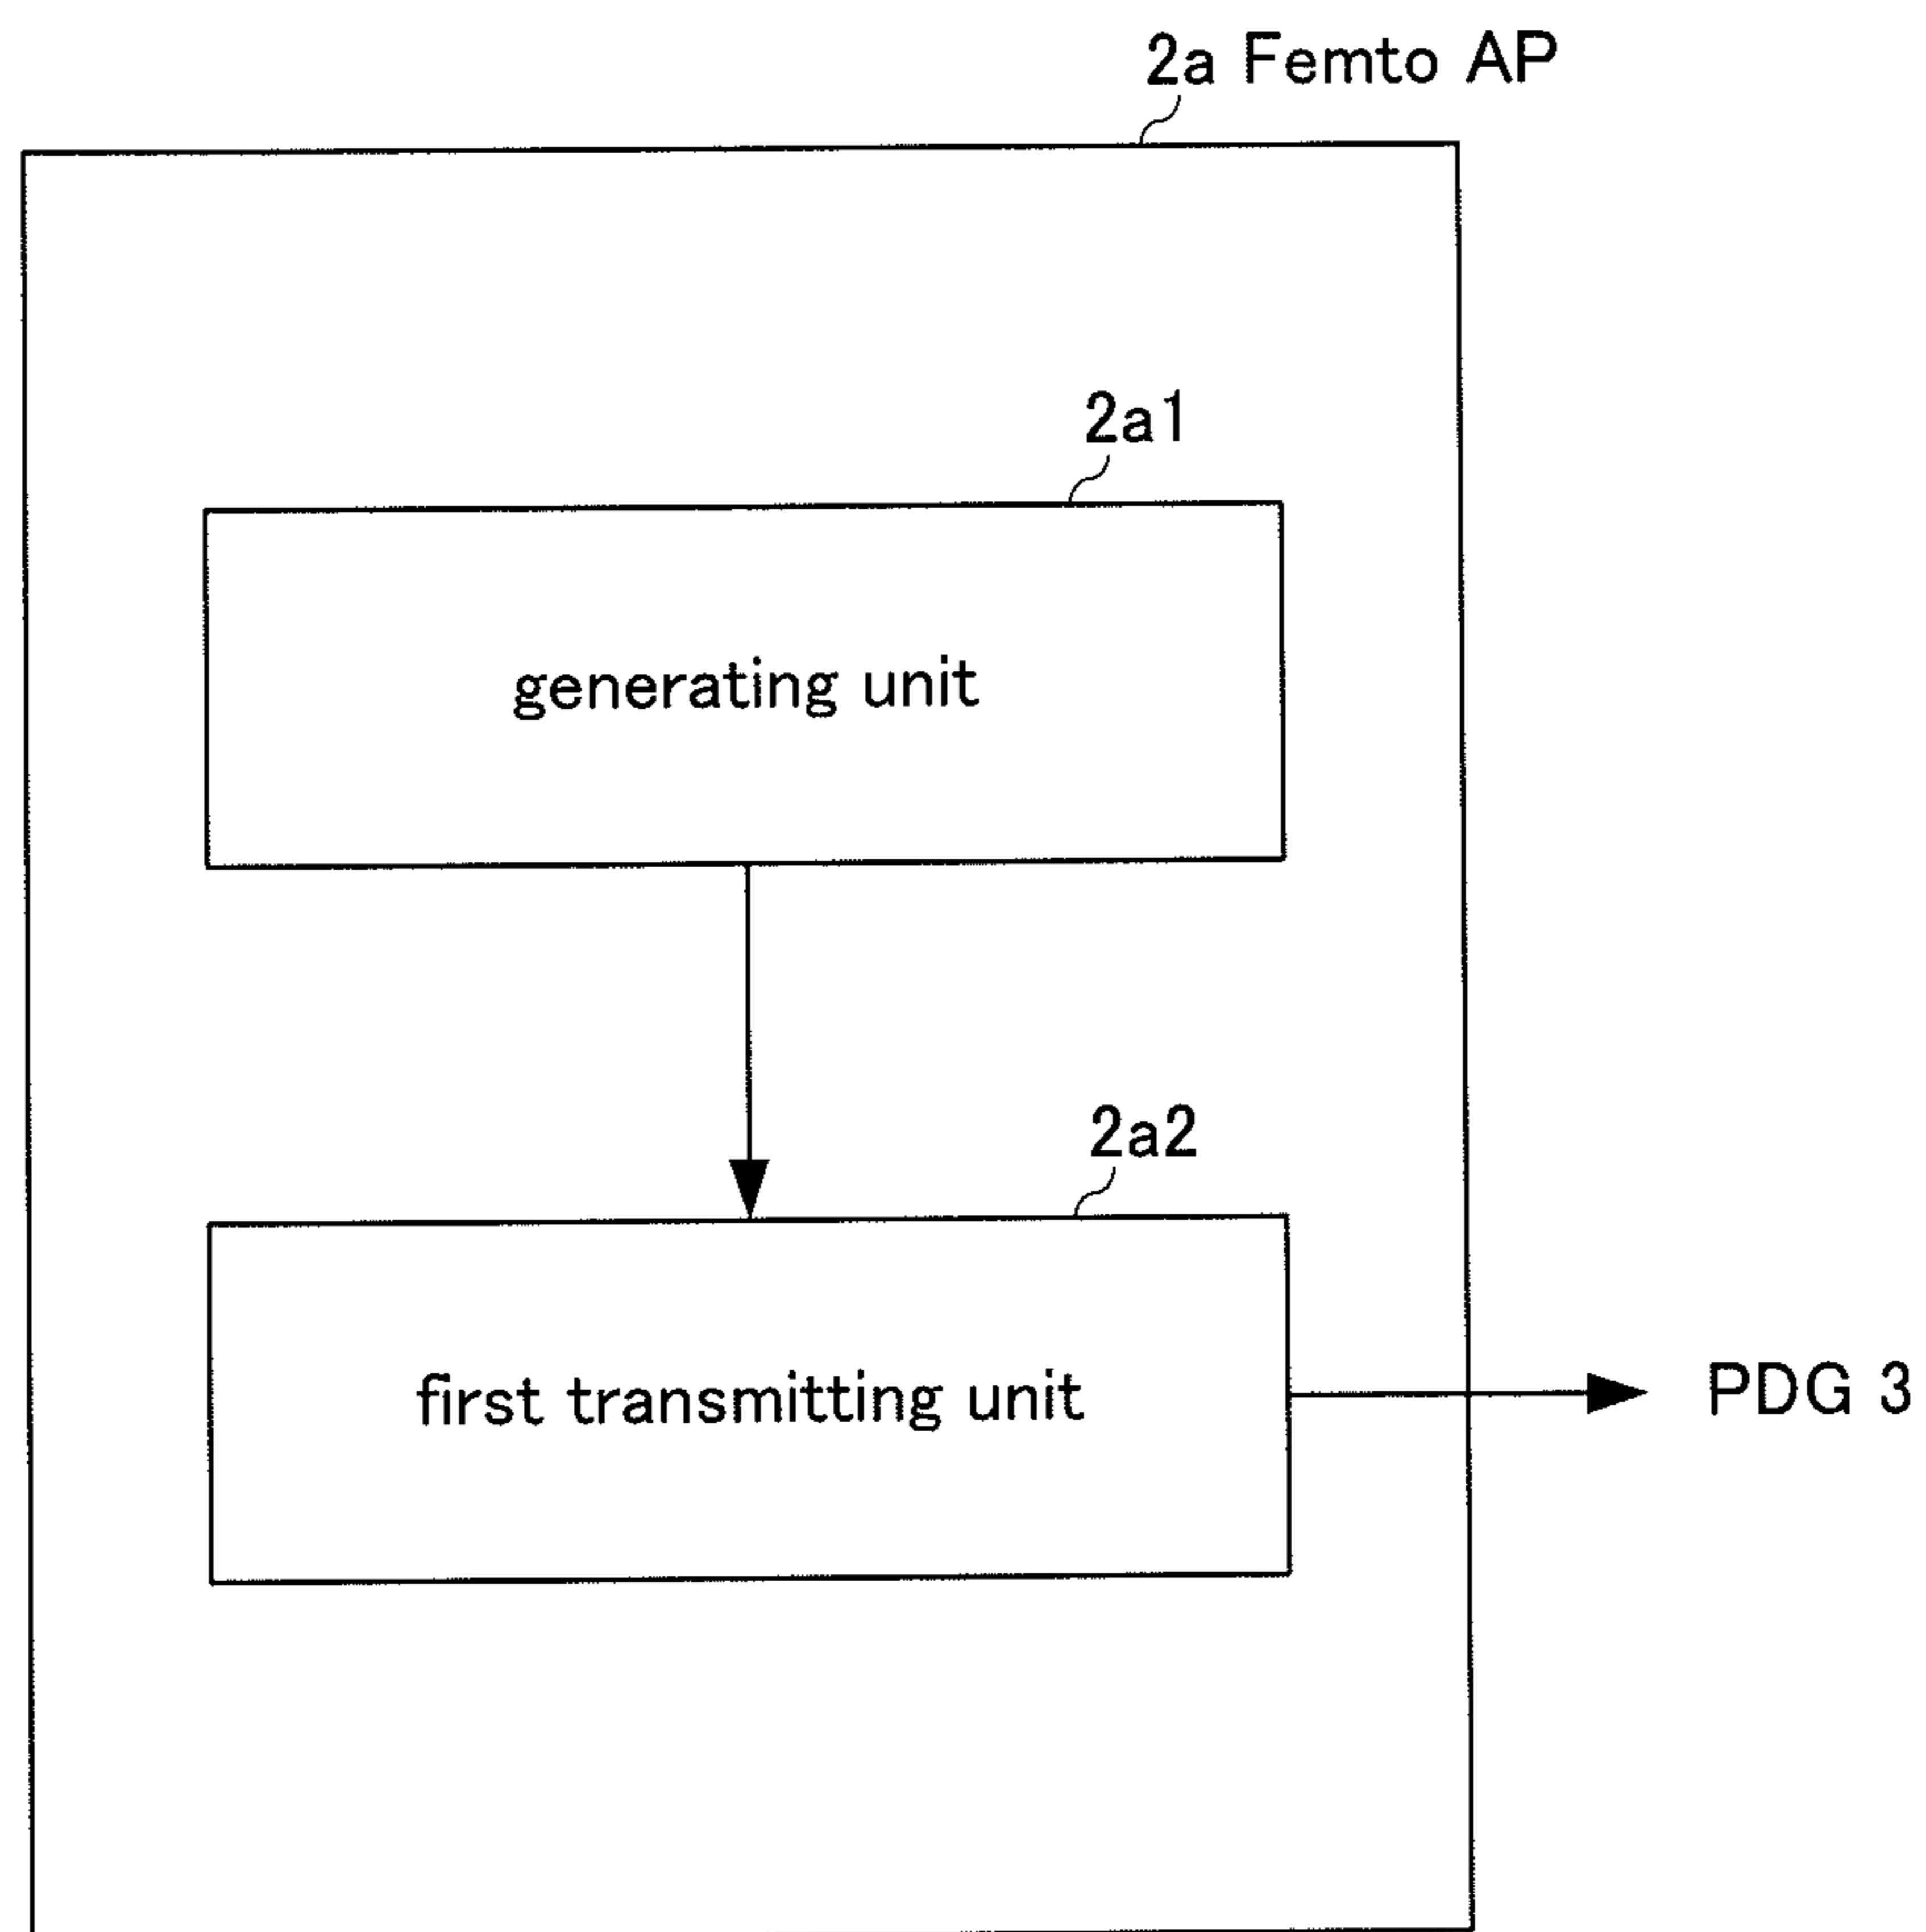 2a Femto AP
2a1
generating unit
2a2
first transmitting unit
PDG 3